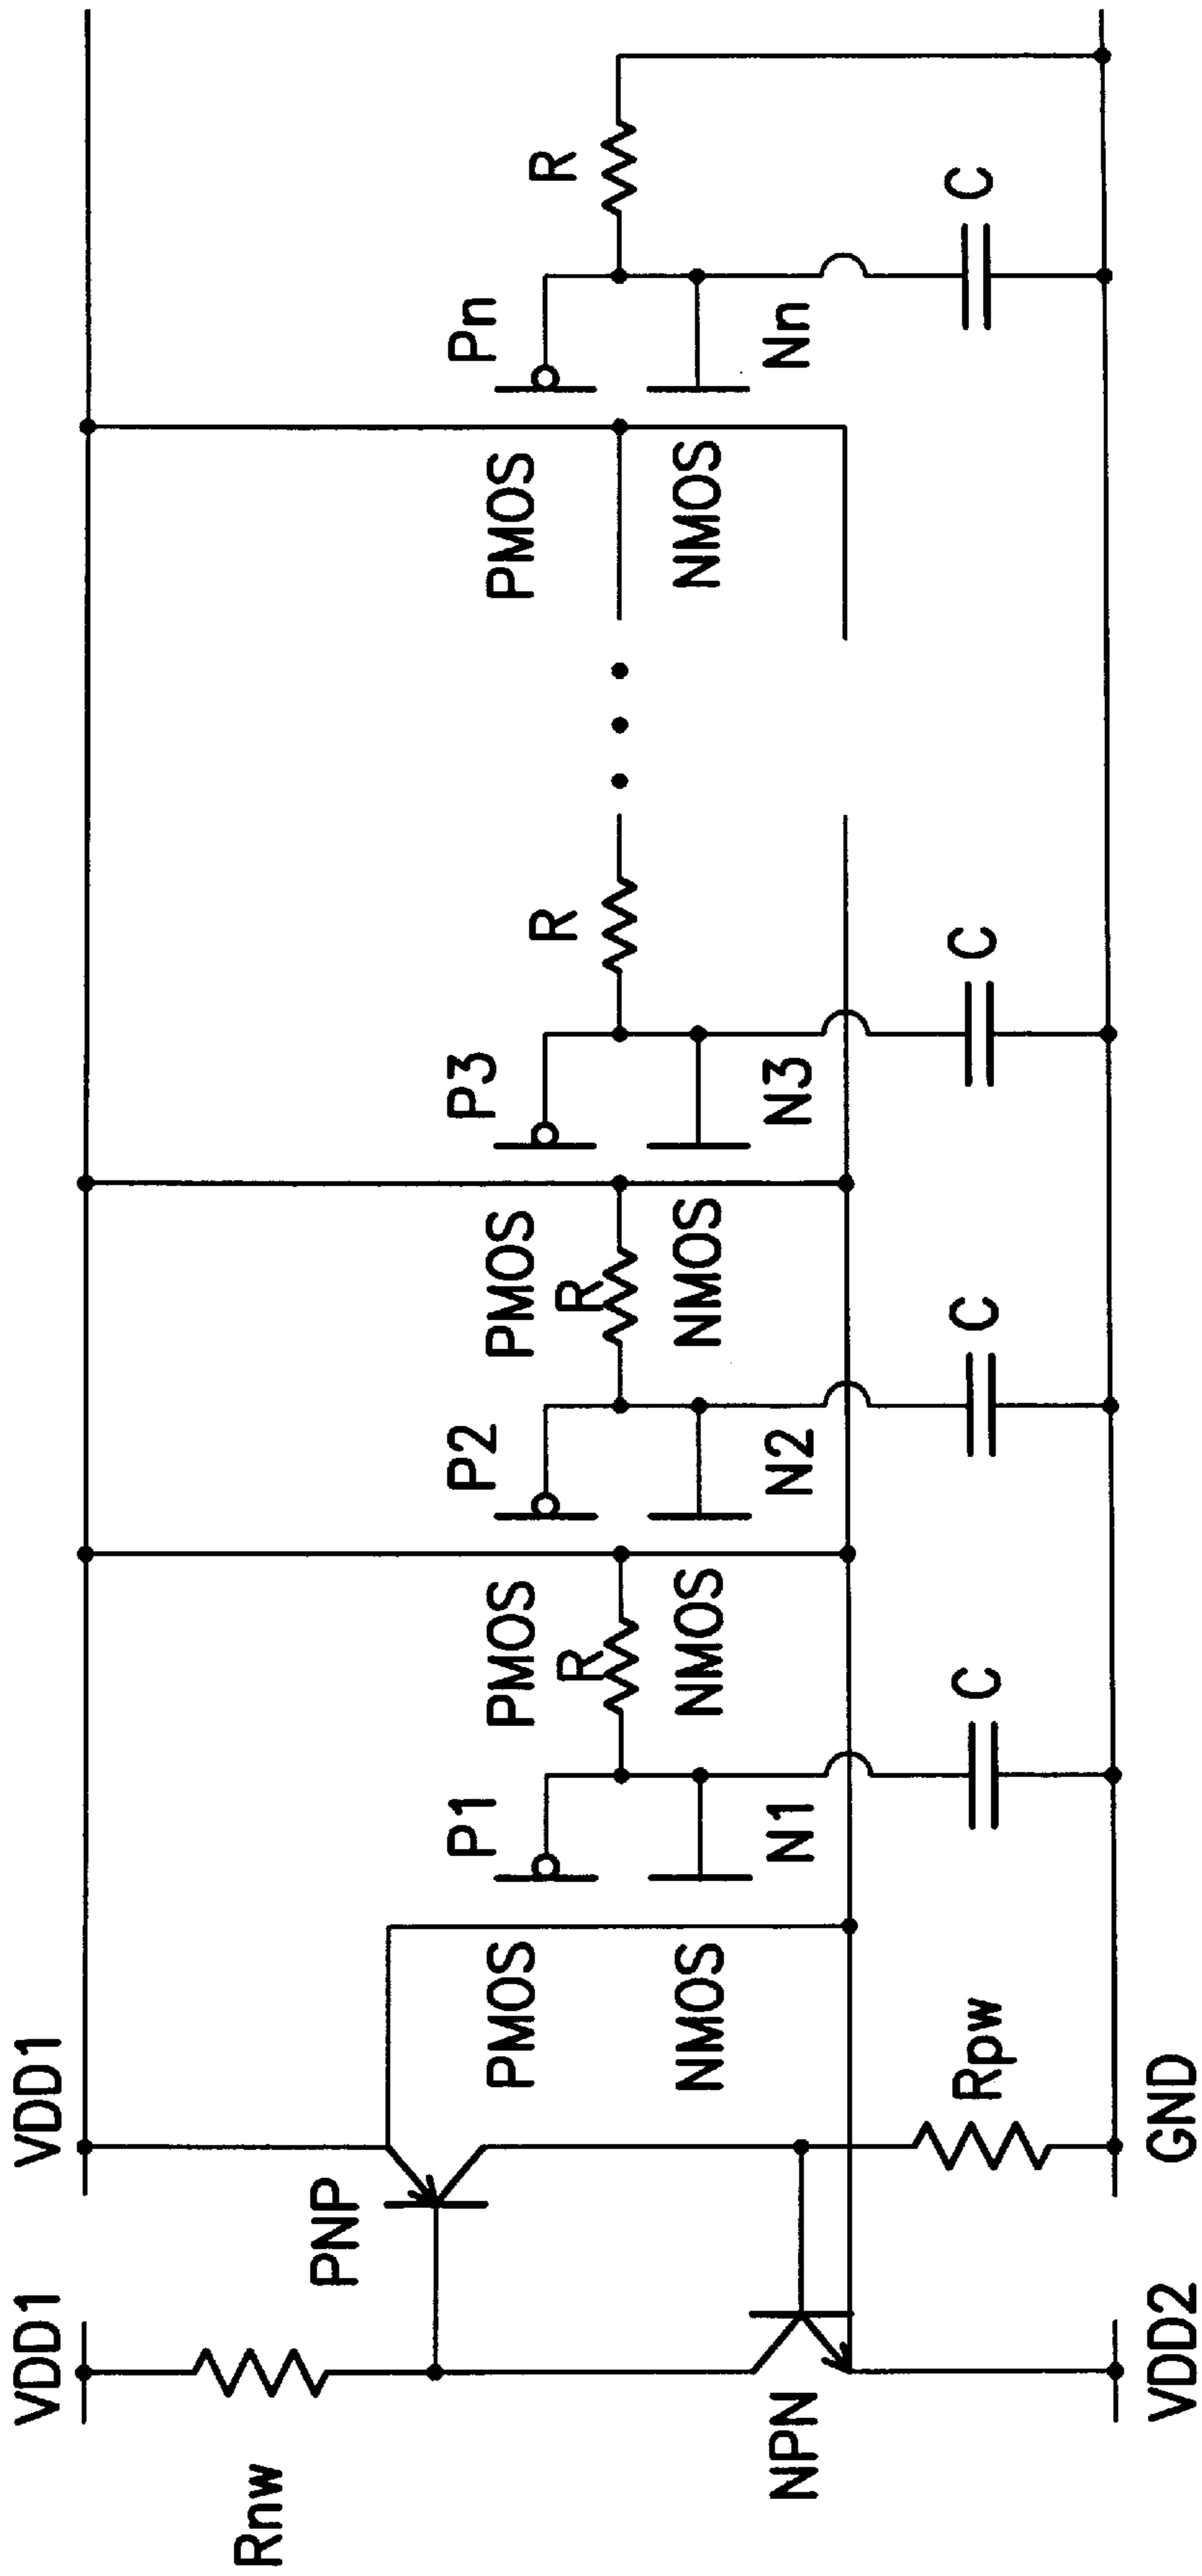 Rnw
VDD1
VDD1
PNP
NPN
VDD2
GND
Rpw
PMOS
NMOS
P1
N1
C
PMOS
R
NMOS
P2
N2
C
PMOS
R
NMOS
P3
N3
C
R
PMOS
NMOS
Pn
Nn
C
R